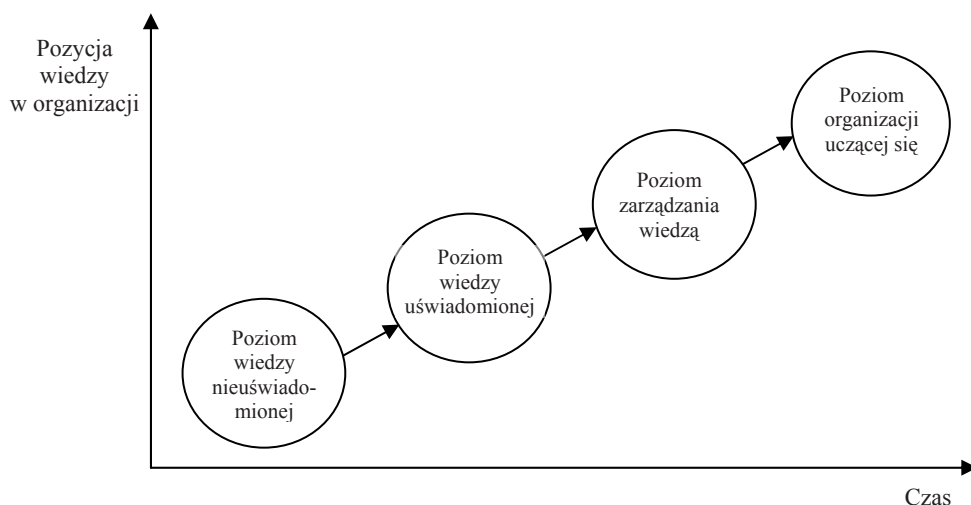 Pozycja
wiedzy
w organizacji
Poziom
organizacji
uczącej się
Poziom
zarządzania
wiedzą
Poziom
wiedzy
uświadomionej
Poziom
wiedzy
nieuświado-
mionej
Czas